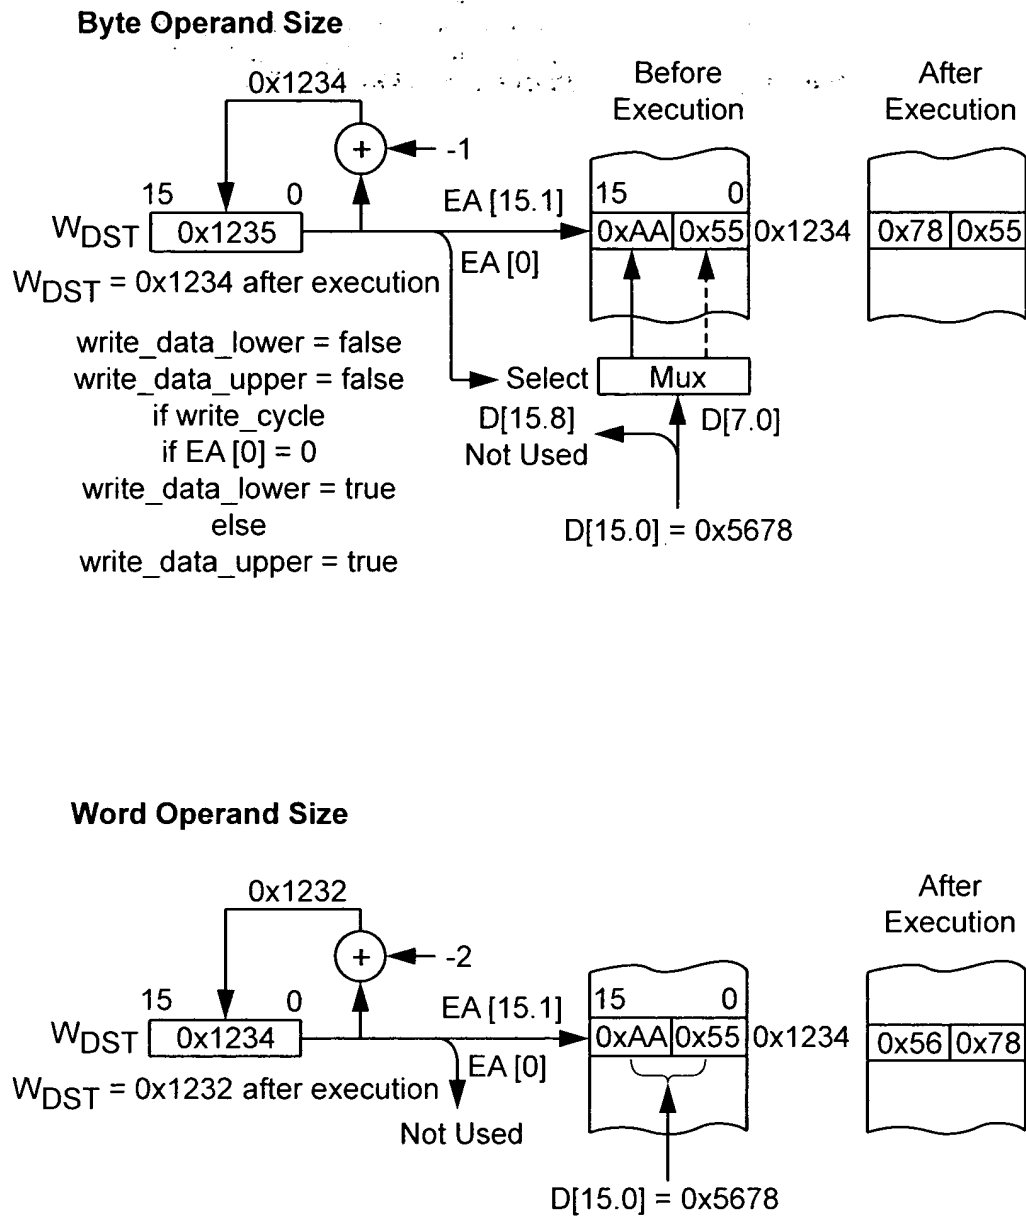 Byte Operand Size
0x1234
Before
Execution
After
Execution
+
-1
15 0
EA [15.1]
15 0
WDST 0x1235
0xAA 0x55 0x1234
0x78 0x55
EA [0]
WDST = 0x1234 after execution
write_data_lower = false
write_data_upper = false
if write_cycle
if EA [0] = 0
write_data_lower = true
else
write_data_upper = true
Select
Mux
D[15.8]
Not Used
D[7.0]
D[15.0] = 0x5678
Word Operand Size
0x1232
After
Execution
+
-2
15 0
EA [15.1]
15 0
WDST 0x1234
0xAA 0x55 0x1234
0x56 0x78
EA [0]
WDST = 0x1232 after execution
Not Used
D[15.0] = 0x5678